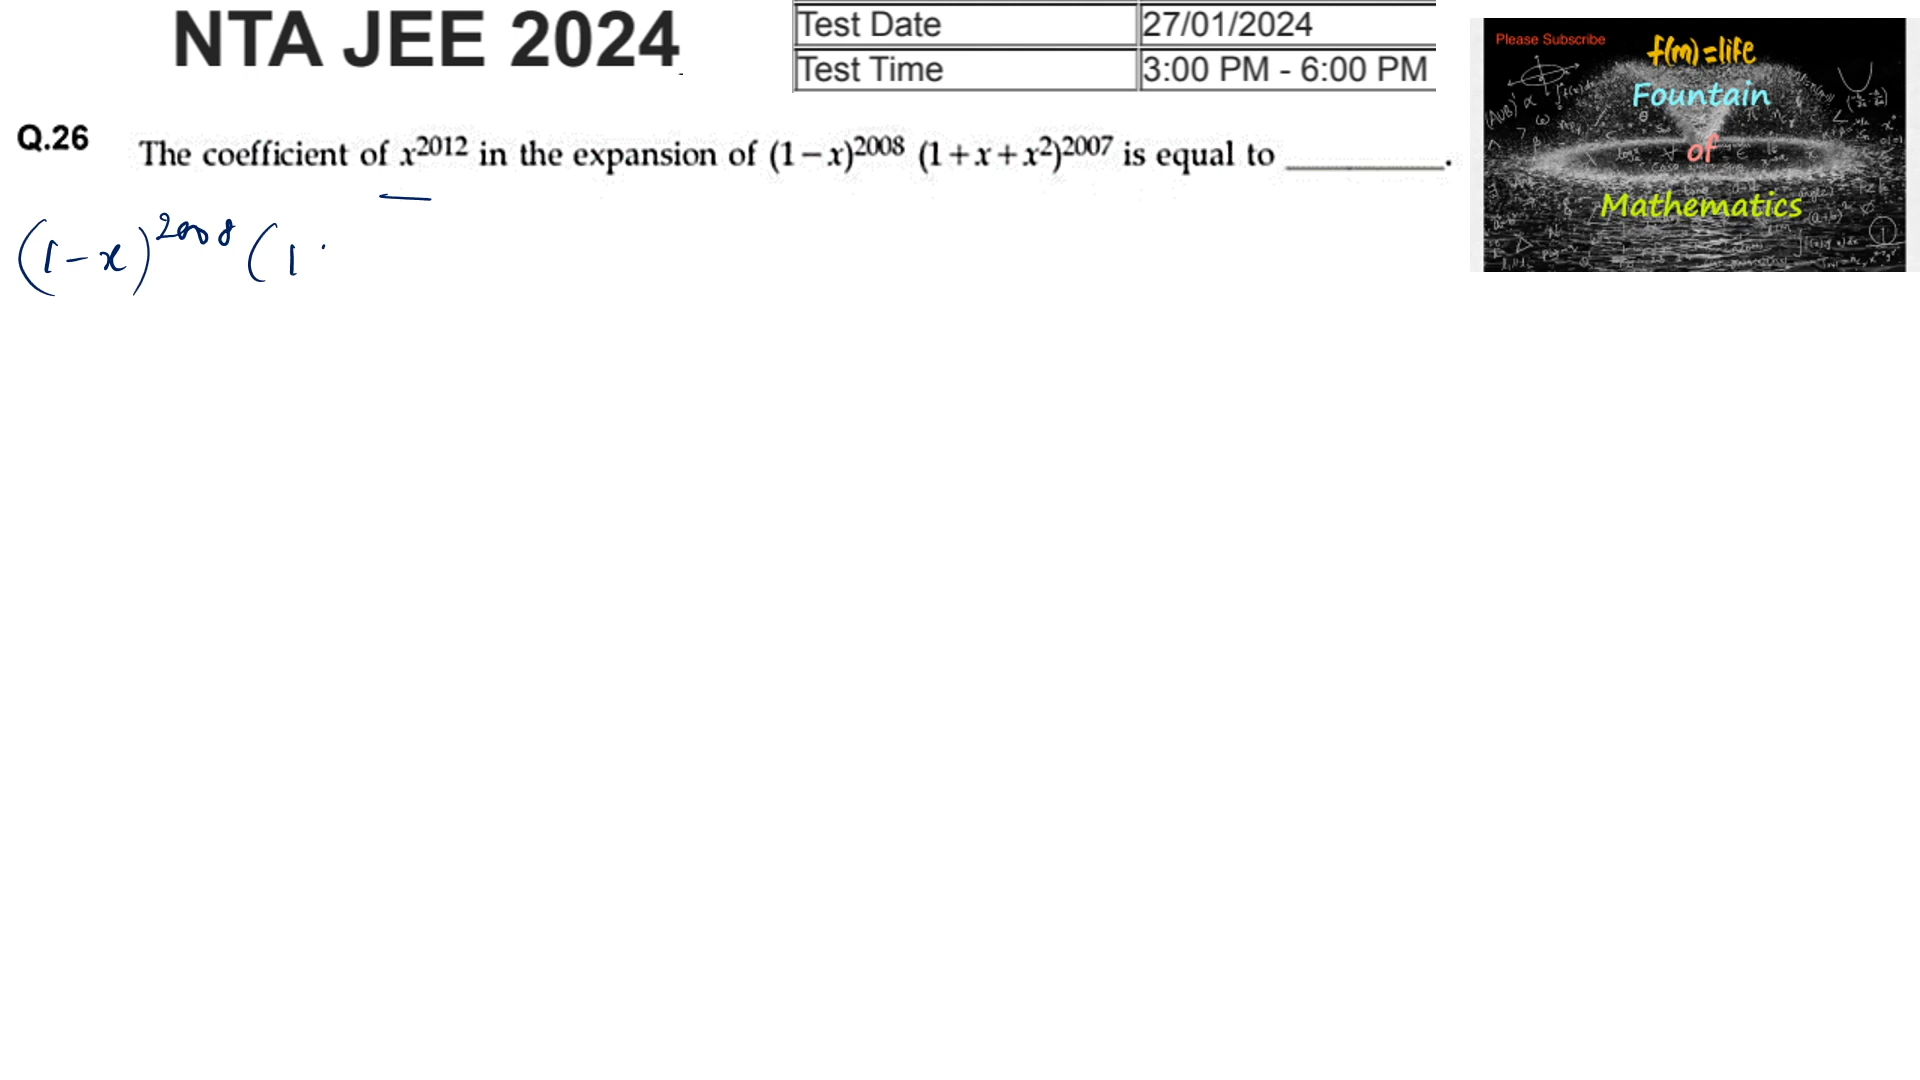 NTA JEE 2024
Test Date 27/01/2024
Test Time 3:00 PM - 6:00 PM
Please Subscribe
f(m)=life
Fountain
of
Mathematics
Q.26 The coefficient of x²⁰¹² in the expansion of (1−x)²⁰⁰⁸ (1+x+x²)²⁰⁰⁷ is equal to ________.
(1−x)²⁰⁰⁸ (1